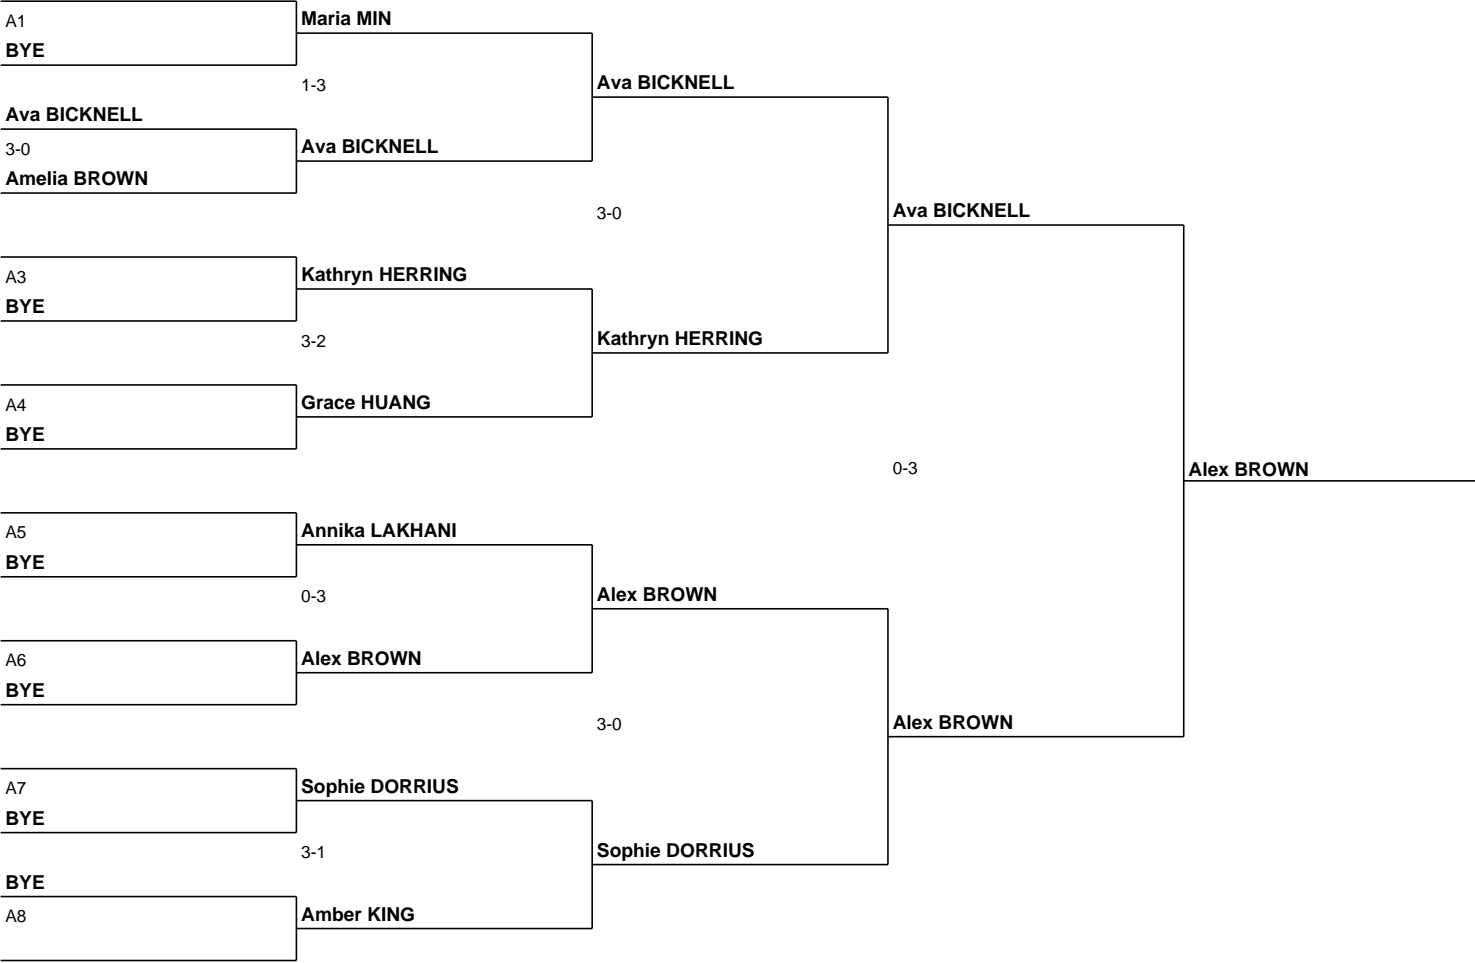 A1
BYE
Maria MIN
1-3
Ava BICKNELL
Ava BICKNELL
3-0
Amelia BROWN
Ava BICKNELL
3-0
Ava BICKNELL
A3
BYE
Kathryn HERRING
3-2
Kathryn HERRING
A4
BYE
Grace HUANG
0-3
Alex BROWN
A5
BYE
Annika LAKHANI
0-3
Alex BROWN
A6
BYE
Alex BROWN
3-0
Alex BROWN
A7
BYE
Sophie DORRIUS
3-1
Sophie DORRIUS
BYE
A8
Amber KING